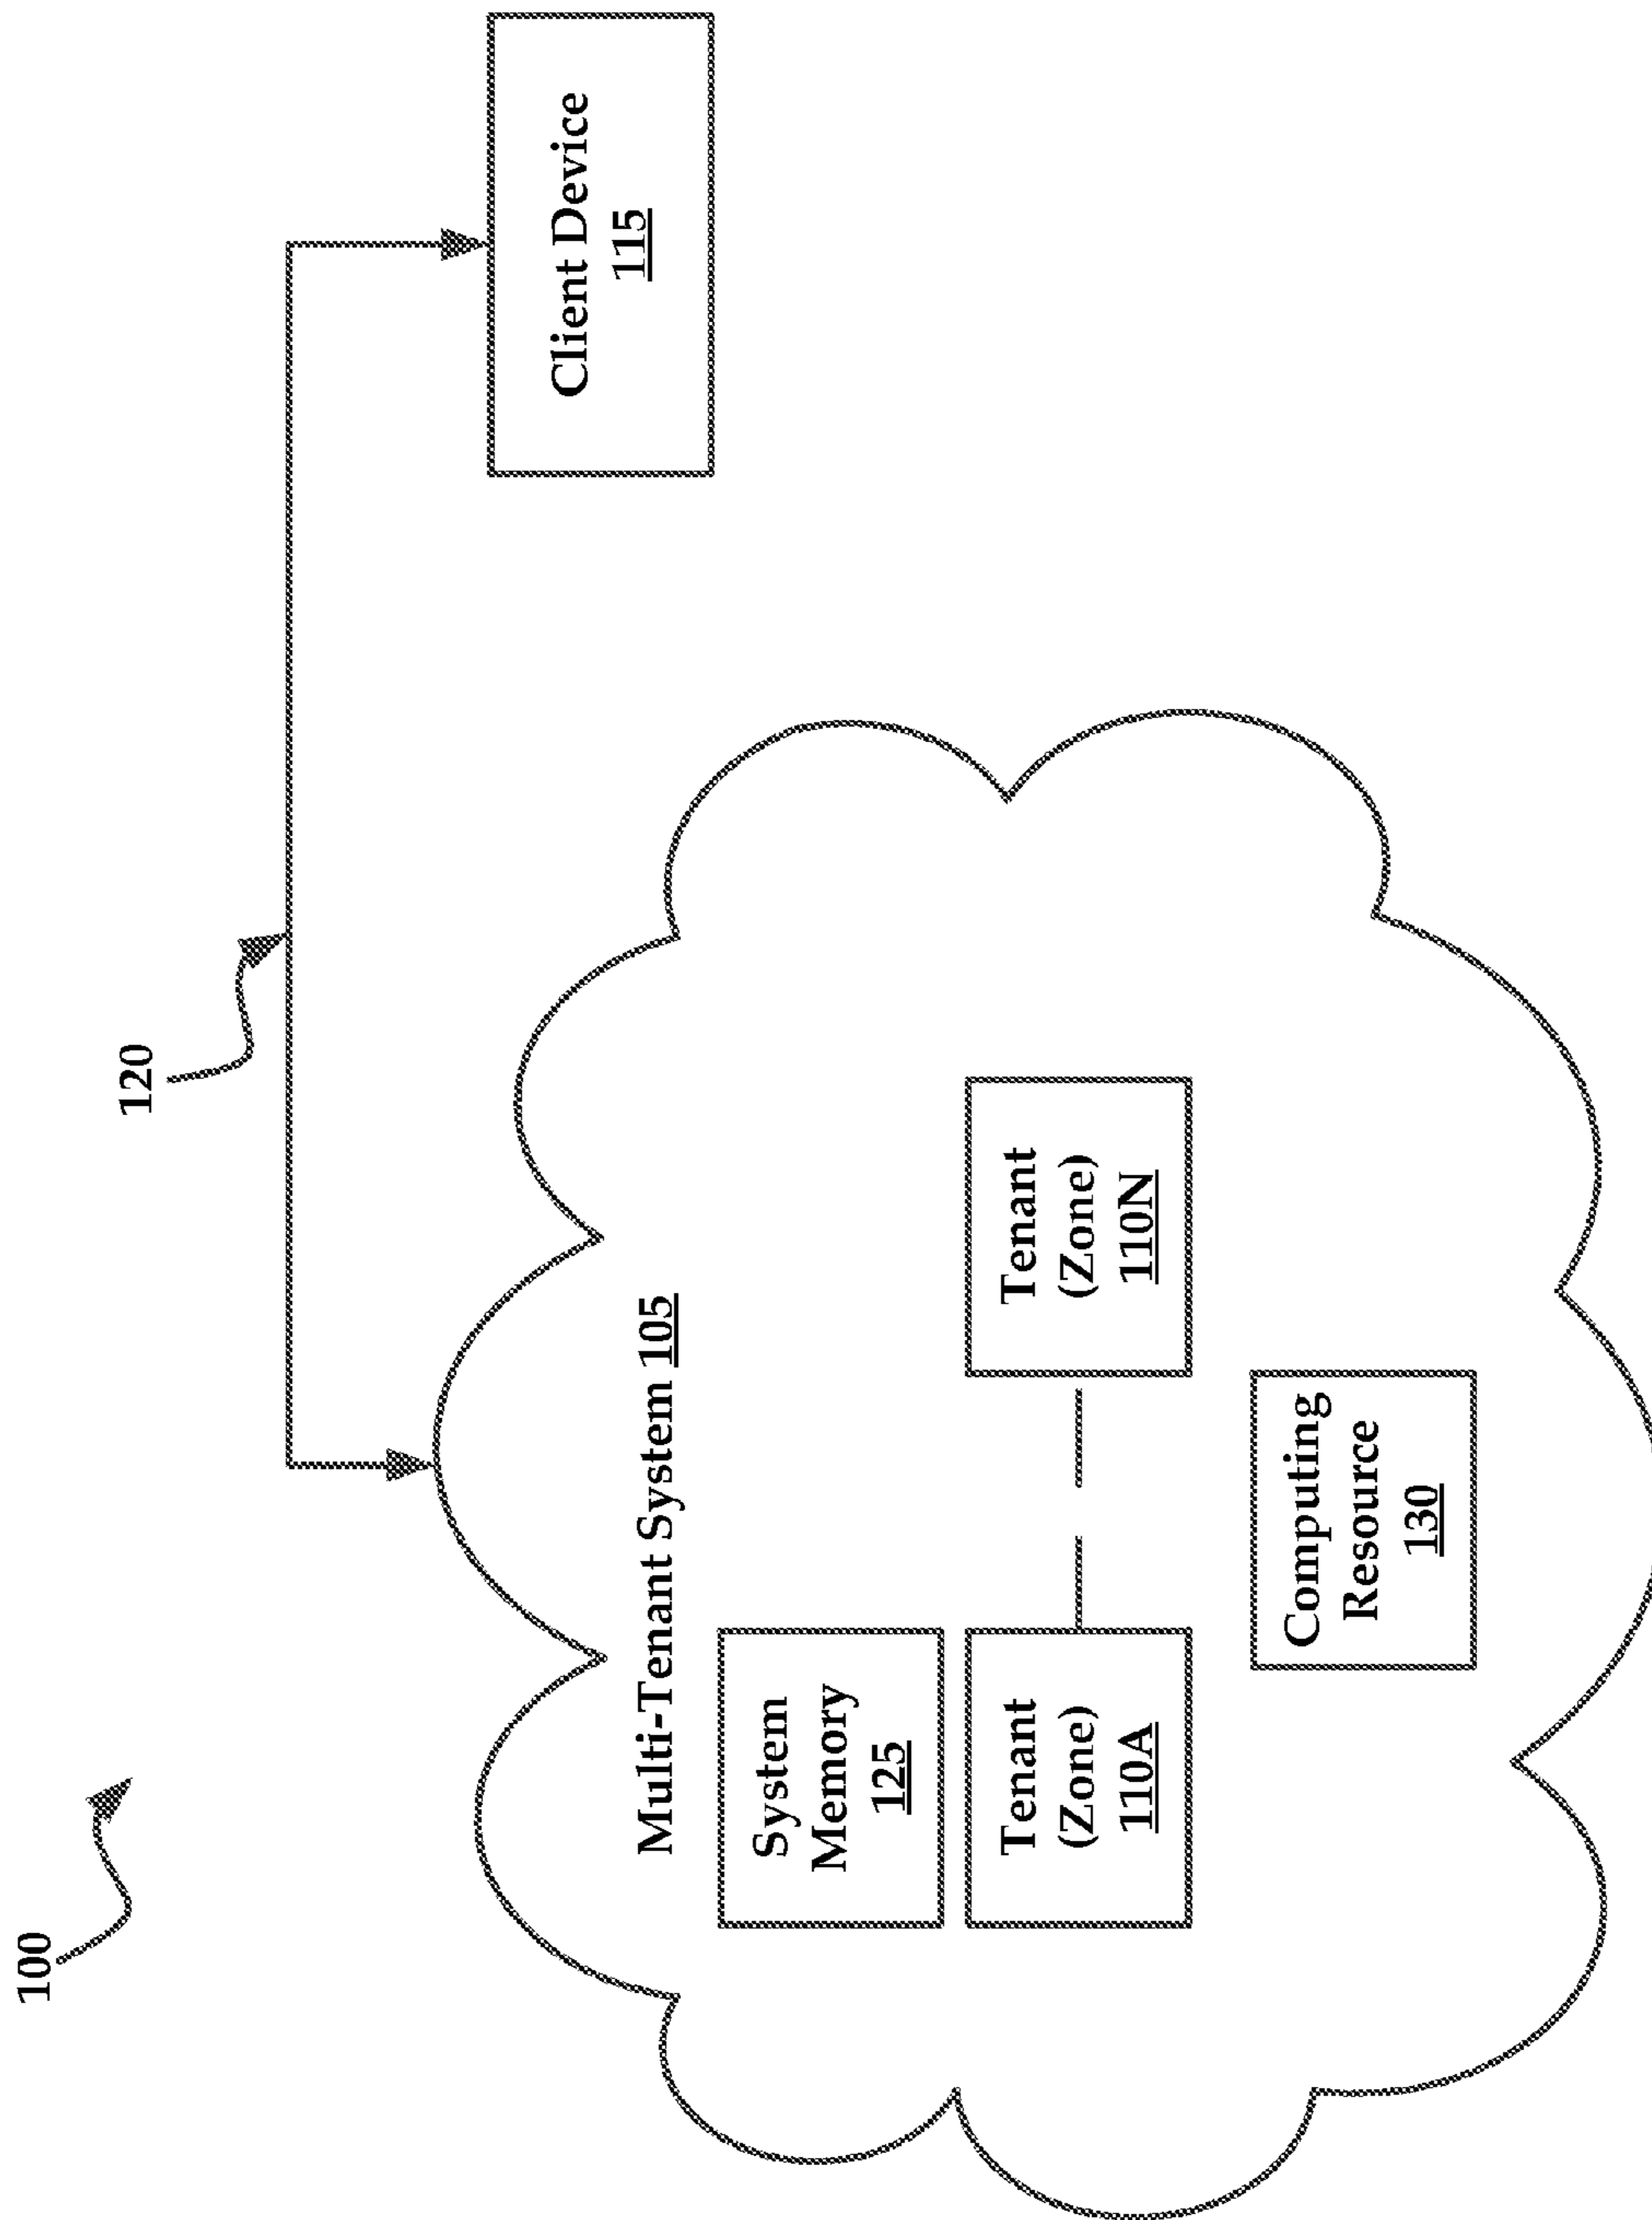 100
120
Client Device
115
Multi-Tenant System 105
System
Memory
125
Tenant
(Zone)
110A
Tenant
(Zone)
110N
Computing
Resource
130